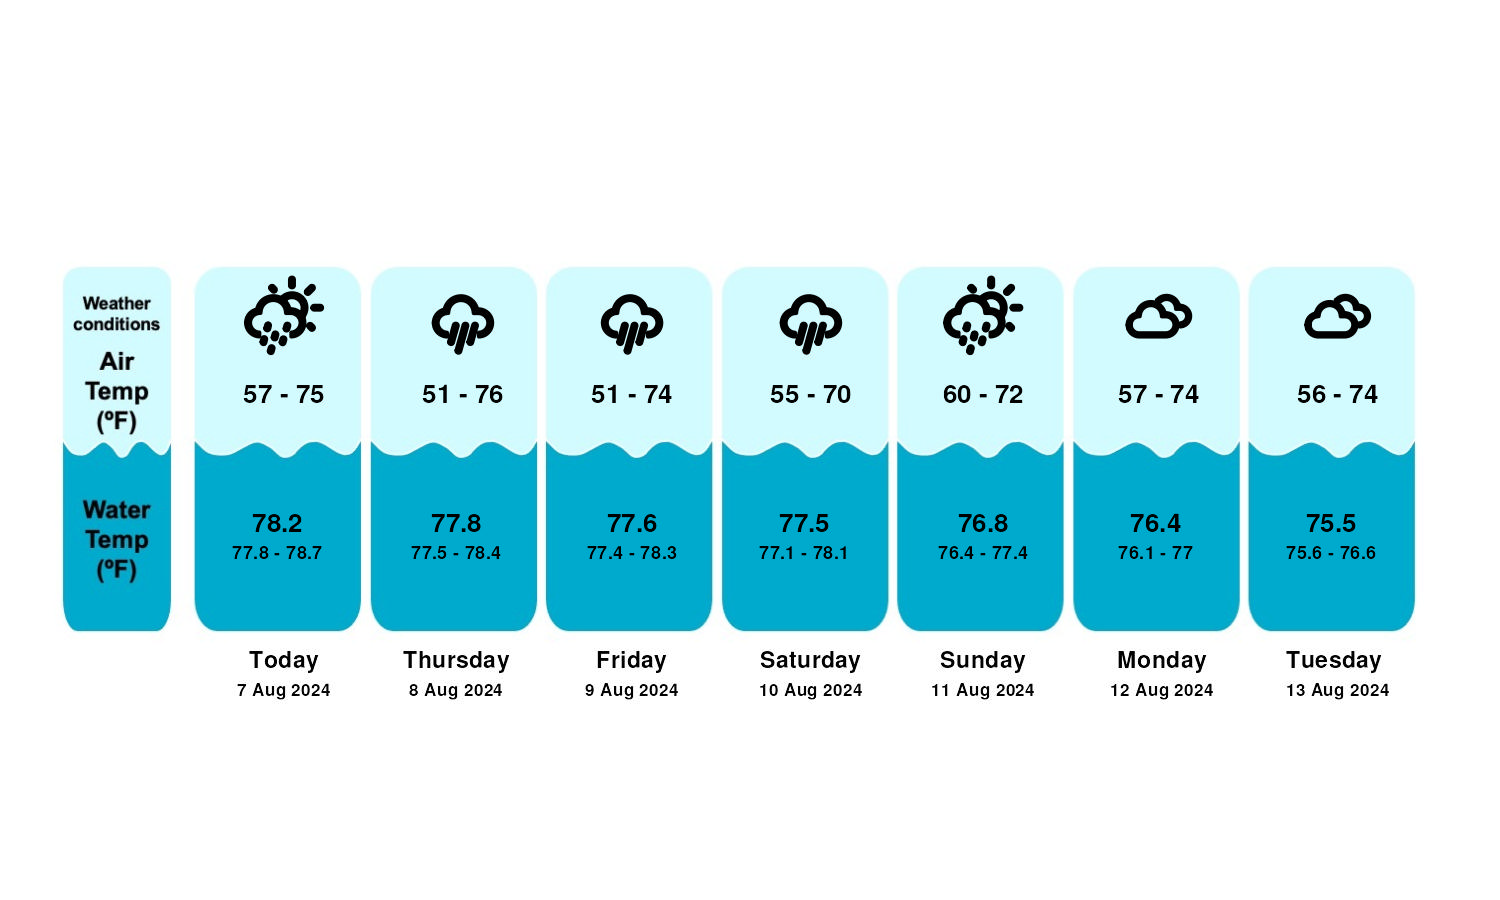 Weather
conditions
Air
Temp
(ºF)
Water
Temp
(ºF)
57 - 75
78.2
77.8 - 78.7
Today
7 Aug 2024
51 - 76
77.8
77.5 - 78.4
Thursday
8 Aug 2024
51 - 74
77.6
77.4 - 78.3
Friday
9 Aug 2024
55 - 70
77.5
77.1 - 78.1
Saturday
10 Aug 2024
60 - 72
76.8
76.4 - 77.4
Sunday
11 Aug 2024
57 - 74
76.4
76.1 - 77
Monday
12 Aug 2024
56 - 74
75.5
75.6 - 76.6
Tuesday
13 Aug 2024